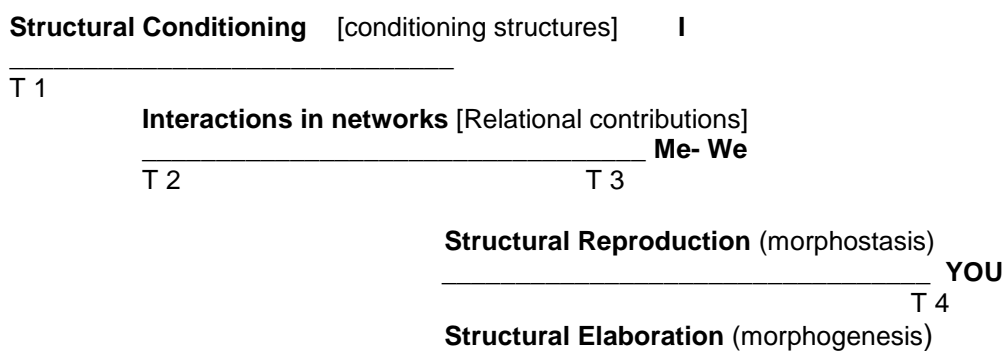 Structural Conditioning [conditioning structures] I
T 1
Interactions in networks [Relational contributions]
Me- We
T 2 T 3
Structural Reproduction (morphostasis)
YOU
T 4
Structural Elaboration (morphogenesis)